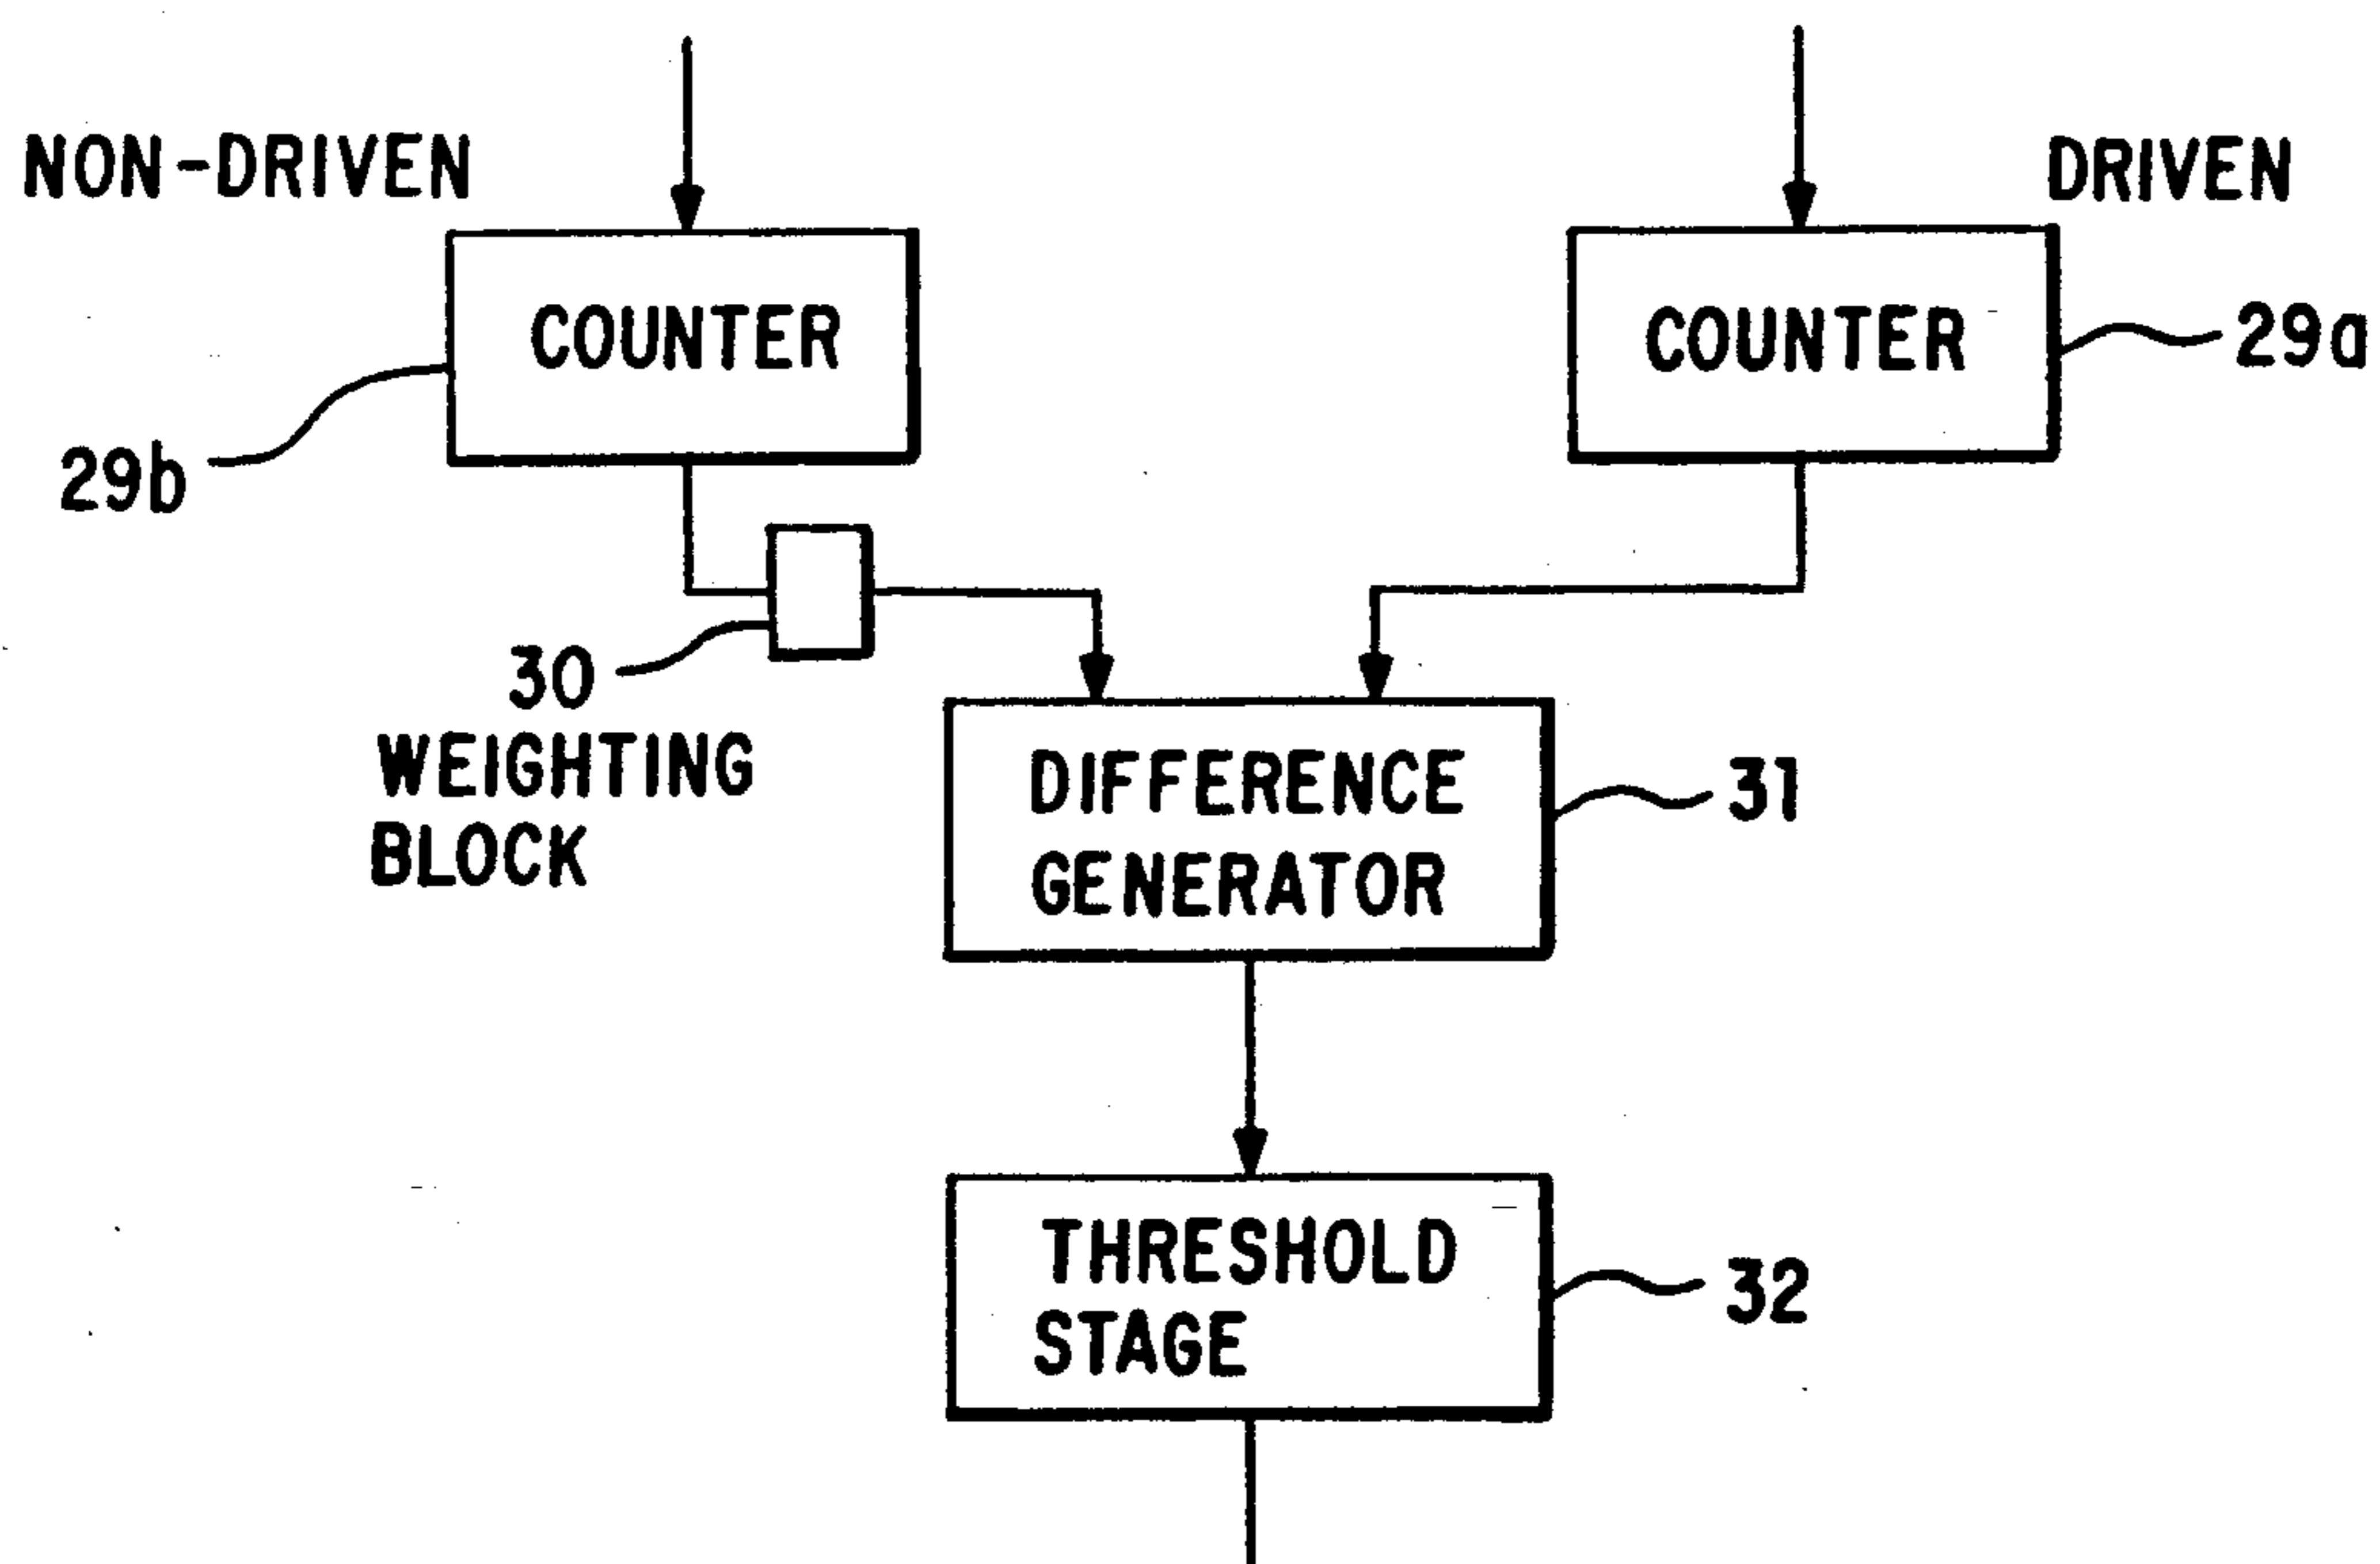 NON-DRIVEN
DRIVEN
COUNTER
COUNTER
29a
29b
30
WEIGHTING
BLOCK
DIFFERENCE
GENERATOR
31
THRESHOLD
STAGE
32